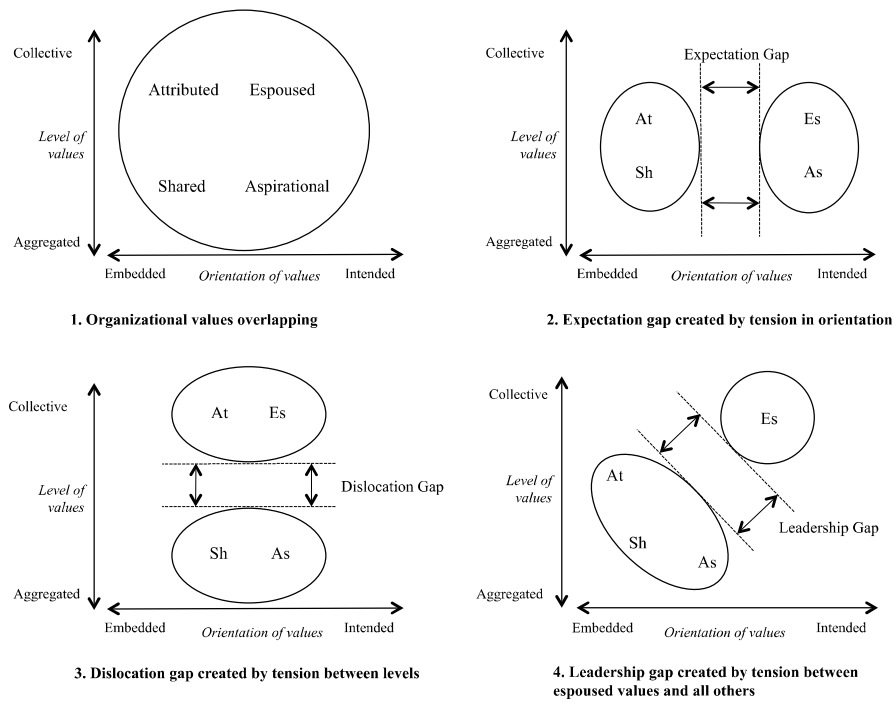 Collective
Attributed Espoused
Level of
values
Shared Aspirational
Aggregated
Embedded Orientation of values Intended
1. Organizational values overlapping
Collective
Expectation Gap
At Es
Level of
values
Sh As
Aggregated
Embedded Orientation of values Intended
2. Expectation gap created by tension in orientation
Collective
At Es
Level of
values
Dislocation Gap
Sh As
Aggregated
Embedded Orientation of values Intended
3. Dislocation gap created by tension between levels
Collective
Es
At
Level of
values
Leadership Gap
Sh
As
Aggregated
Embedded Orientation of values Intended
4. Leadership gap created by tension between
espoused values and all others